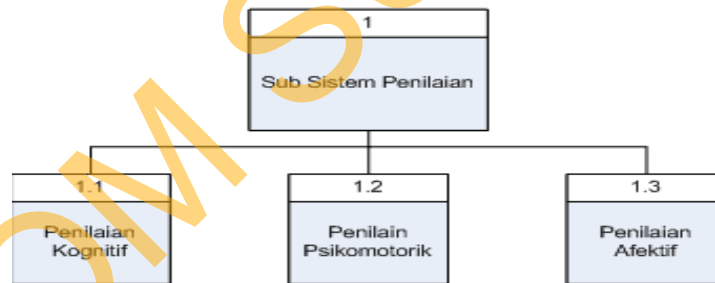 1
Sub Sistem Penilaian
1.1
1.2
1.3
Penilaian
Kognitif
Penilain
Psikomotorik
Penilaian
Afektif